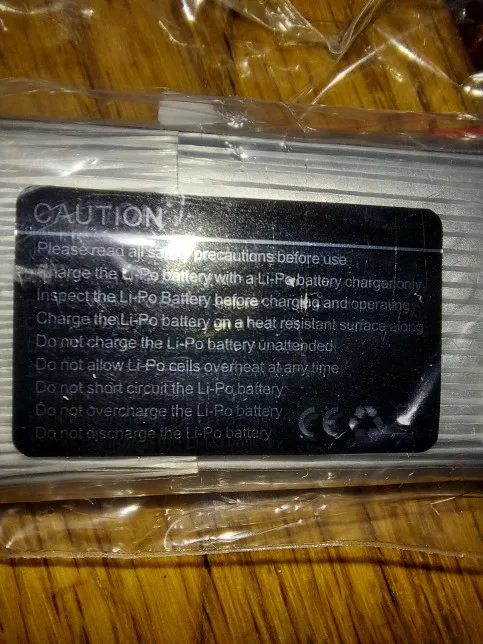 CAUTION
Please read all safety precautions before use
Charge the Li-Po battery with a Li-Po battery charger only
Inspect the Li-Po Battery before charging and operating
Charge the Li-Po battery on a heat resistant surface along
Do not charge the Li-Po battery unattended
Do not allow Li-Po cells overheat at any time
Do not short circuit the Li-Po battery
Do not overcharge the Li-Po battery
Do not discharge the Li-Po battery
CE